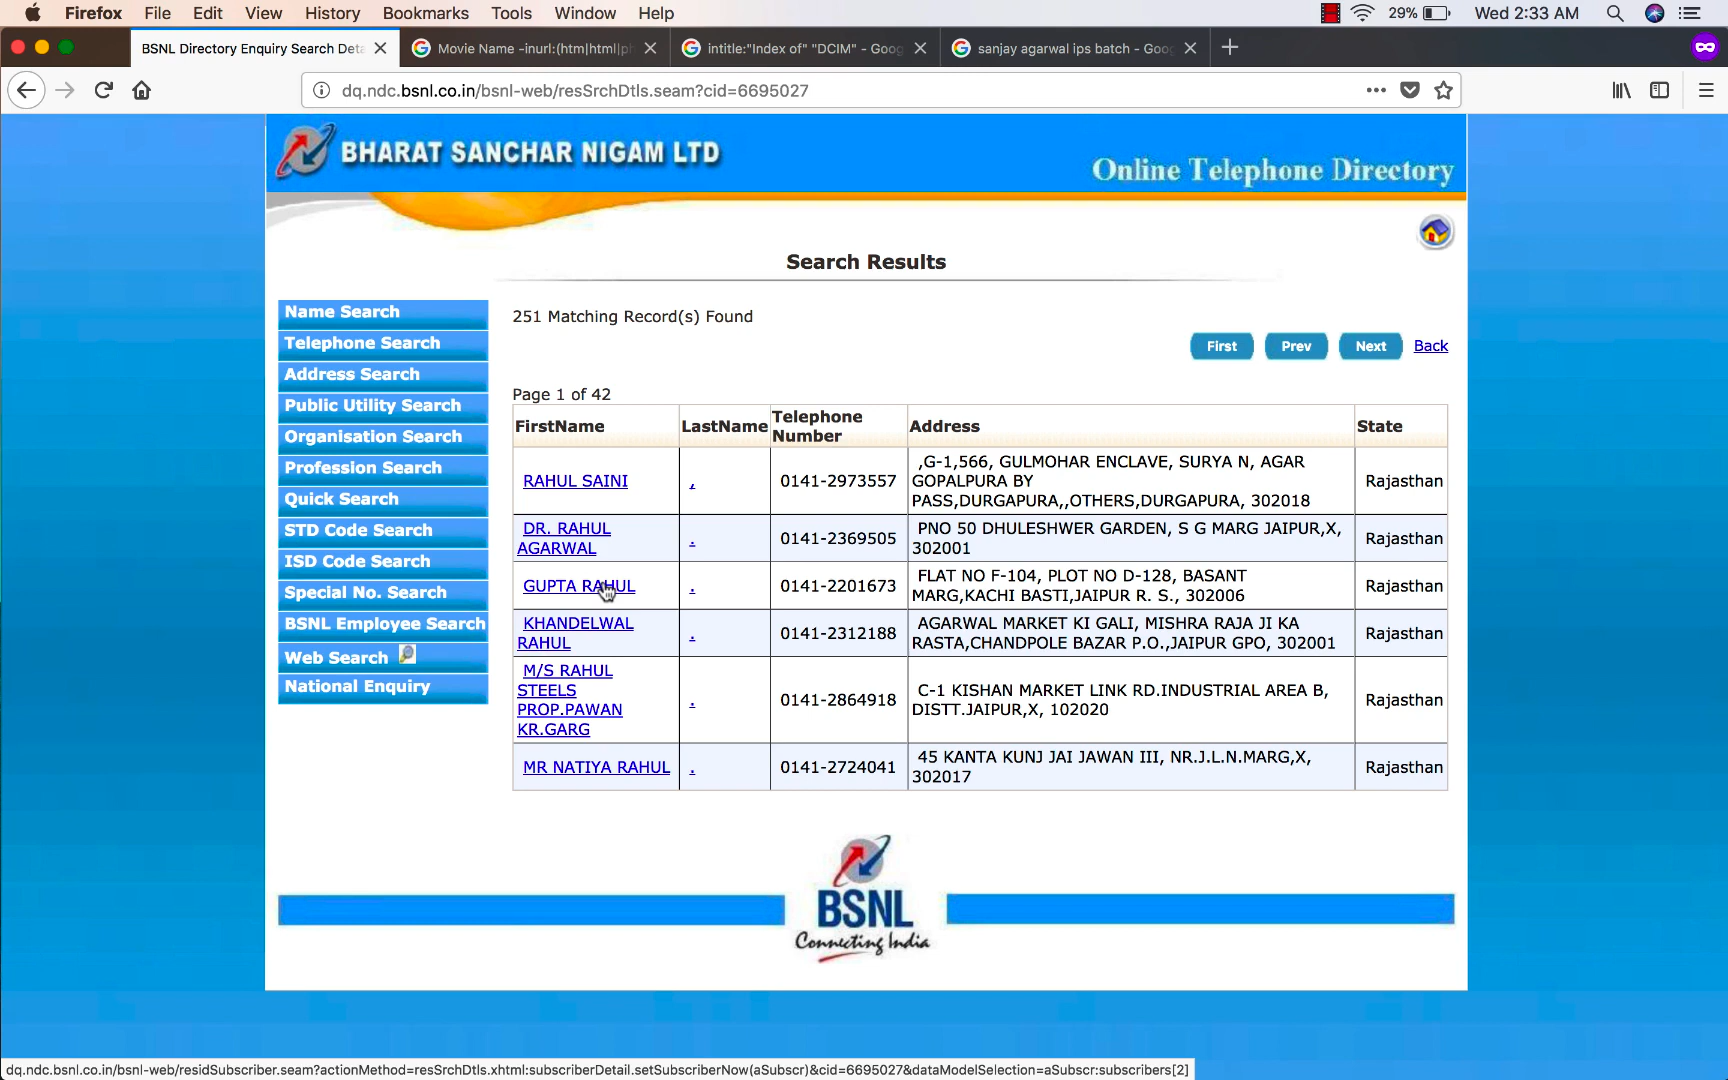 Firefox File Edit View History Bookmarks Tools Window Help 29% Wed 2:33 AM
BSNL Directory Enquiry Search Deta Movie Name -inurl:(htm|html|ph intitle:"Index of" "DCIM" - Goog sanjay agarwal ips batch - Goog
dq.ndc.bsnl.co.in/bsnl-web/resSrchDtls.seam?cid=6695027
BHARAT SANCHAR NIGAM LTD
Online Telephone Directory
Search Results
Name Search
Telephone Search
Address Search
Public Utility Search
Organisation Search
Profession Search
Quick Search
STD Code Search
ISD Code Search
Special No. Search
BSNL Employee Search
Web Search
National Enquiry
251 Matching Record(s) Found
First Prev Next Back
Page 1 of 42
FirstName LastName Telephone Number Address State
RAHUL SAINI , 0141-2973557 ,G-1,566, GULMOHAR ENCLAVE, SURYA N, AGAR
GOPALPURA BY
PASS,DURGAPURA,,OTHERS,DURGAPURA, 302018 Rajasthan
DR. RAHUL
AGARWAL . 0141-2369505 PNO 50 DHULESHWER GARDEN, S G MARG JAIPUR,X,
302001 Rajasthan
GUPTA RAHUL . 0141-2201673 FLAT NO F-104, PLOT NO D-128, BASANT
MARG,KACHI BASTI,JAIPUR R. S., 302006 Rajasthan
KHANDELWAL
RAHUL . 0141-2312188 AGARWAL MARKET KI GALI, MISHRA RAJA JI KA
RASTA,CHANDPOLE BAZAR P.O.,JAIPUR GPO, 302001 Rajasthan
M/S RAHUL
STEELS
PROP.PAWAN
KR.GARG . 0141-2864918 C-1 KISHAN MARKET LINK RD.INDUSTRIAL AREA B,
DISTT.JAIPUR,X, 102020 Rajasthan
MR NATIYA RAHUL . 0141-2724041 45 KANTA KUNJ JAI JAWAN III, NR.J.L.N.MARG,X,
302017 Rajasthan
BSNL
Connecting India
dq.ndc.bsnl.co.in/bsnl-web/residSubscriber.seam?actionMethod=resSrchDtls.xhtml:subscriberDetail.setSubscriberNow(aSubscr)&cid=6695027&dataModelSelection=aSubscr:subscribers[2]